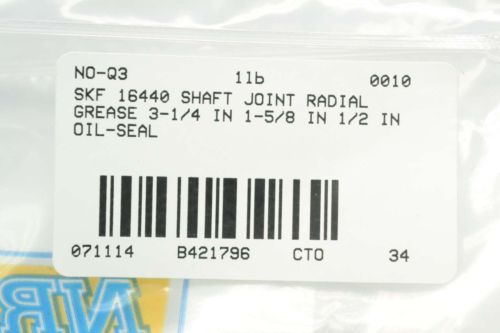 NO-Q3 1lb 0010
SKF 16440 SHAFT JOINT RADIAL
GREASE 3-1/4 IN 1-5/8 IN 1/2 IN
OIL-SEAL
071114 B421796 CTO 34